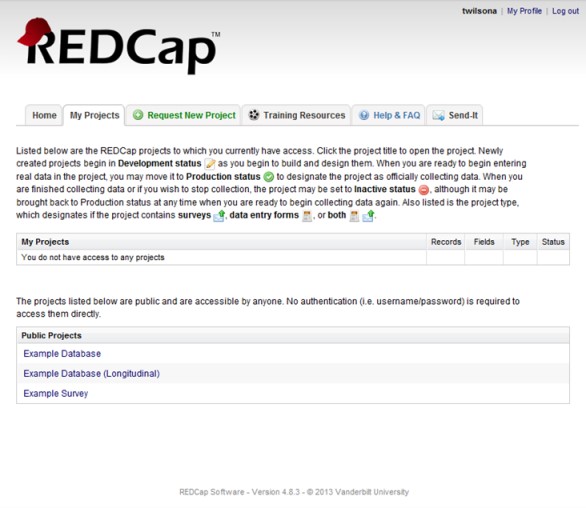 twilsona | My Profile | Log out
REDCap™
Home
My Projects
Request New Project
Training Resources
Help & FAQ
Send-It
Listed below are the REDCap projects to which you currently have access. Click the project title to open the project. Newly
created projects begin in Development status as you begin to build and design them. When you are ready to begin entering
real data in the project, you may move it to Production status to designate the project as officially collecting data. When you
are finished collecting data or if you wish to stop collection, the project may be set to Inactive status , although it may be
brought back to Production status at any time when you are ready to begin collecting data again. Also listed is the project type,
which designates if the project contains surveys , data entry forms , or both .
My Projects Records Fields Type Status
You do not have access to any projects
The projects listed below are public and are accessible by anyone. No authentication (i.e. username/password) is required to
access them directly.
Public Projects
Example Database
Example Database (Longitudinal)
Example Survey
REDCap Software - Version 4.8.3 - © 2013 Vanderbilt University